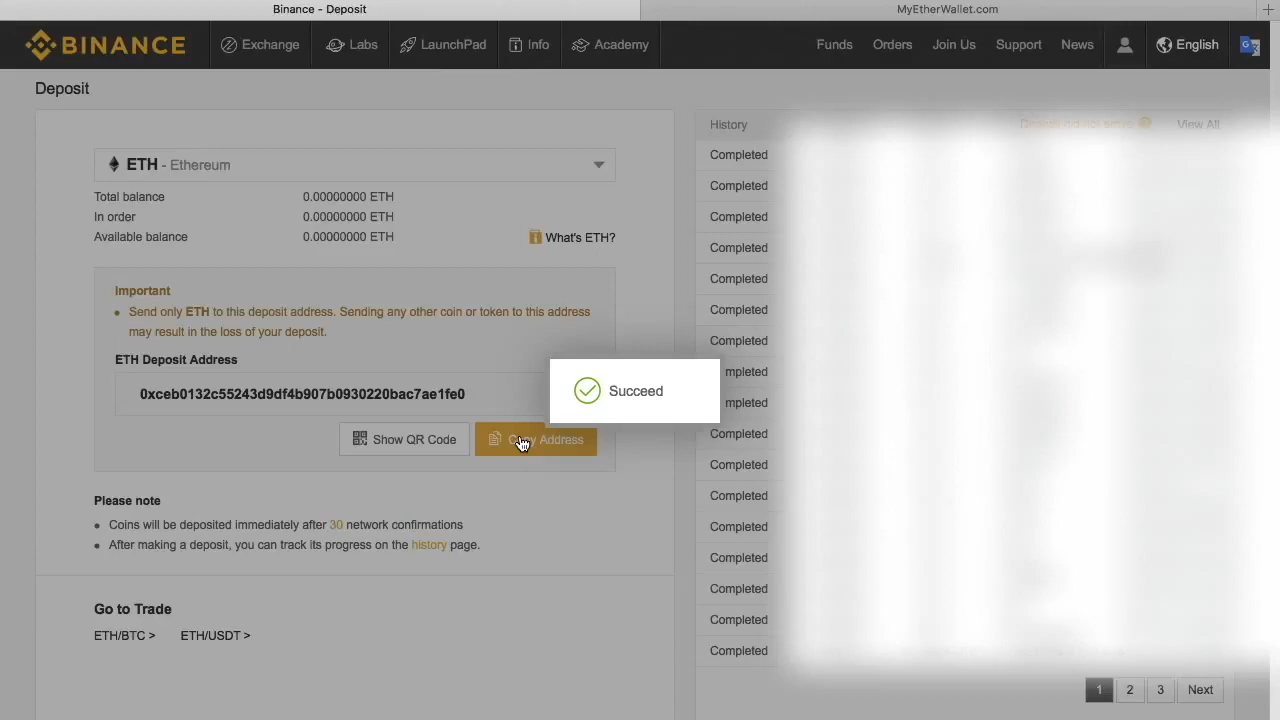 Binance - Deposit
MyEtherWallet.com
BINANCE
Exchange
Labs
LaunchPad
Info
Academy
Funds
Orders
Join Us
Support
News
English
Deposit
ETH - Ethereum
Total balance 0.00000000 ETH
In order 0.00000000 ETH
Available balance 0.00000000 ETH
What's ETH?
Important
Send only ETH to this deposit address. Sending any other coin or token to this address
may result in the loss of your deposit.
ETH Deposit Address
0xceb0132c55243d9df4b907b0930220bac7ae1fe0
Succeed
Show QR Code
Copy Address
Please note
Coins will be deposited immediately after 30 network confirmations
After making a deposit, you can track its progress on the history page.
Go to Trade
ETH/BTC >
ETH/USDT >
History
View All
Completed
Completed
Completed
Completed
Completed
Completed
Completed
mpleted
mpleted
Completed
Completed
Completed
Completed
Completed
Completed
Completed
Completed
1 2 3 Next